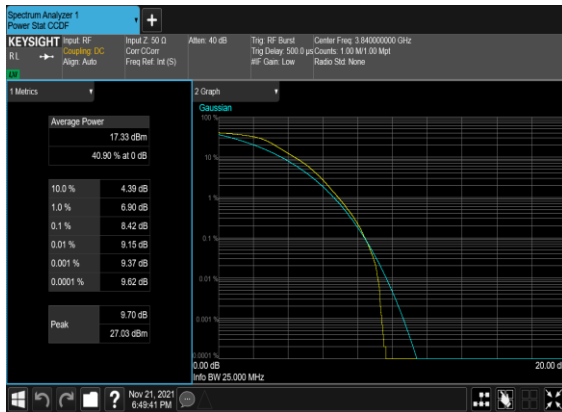 Spectrum Analyzer 1
Power Stat CCDF
+
KEYSIGHT
RL
Input: RF
Coupling: DC
Align: Auto
Input Z: 50 Ω
Corr CCorr
Freq Ref: Int (S)
Atten: 40 dB
Trig: RF Burst
Trig Delay: 500.0 µs
#IF Gain: Low
Center Freq: 3.840000000 GHz
Counts: 1.00 M/1.00 Mpt
Radio Std: None
1 Metrics
Average Power
17.33 dBm
40.90 % at 0 dB
10.0 % 4.39 dB
1.0 % 6.90 dB
0.1 % 8.42 dB
0.01 % 9.15 dB
0.001 % 9.37 dB
0.0001 % 9.62 dB
Peak
9.70 dB
27.03 dBm
2 Graph
Gaussian
100 %
10 %
1 %
0.1 %
0.01 %
0.001 %
0.0001 %
0.00 dB
20.00 dB
Info BW 25.000 MHz
?
Nov 21, 2021
6:49:41 PM